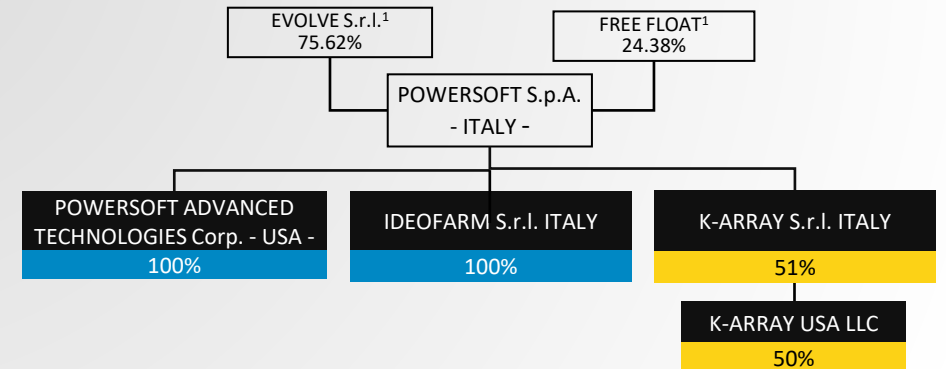 EVOLVE S.r.l.¹
75.62%
FREE FLOAT¹
24.38%
POWERSOFT S.p.A.
- ITALY -
POWERSOFT ADVANCED
TECHNOLOGIES Corp. - USA -
100%
IDEOFARM S.r.l. ITALY
100%
K-ARRAY S.r.l. ITALY
51%
K-ARRAY USA LLC
50%